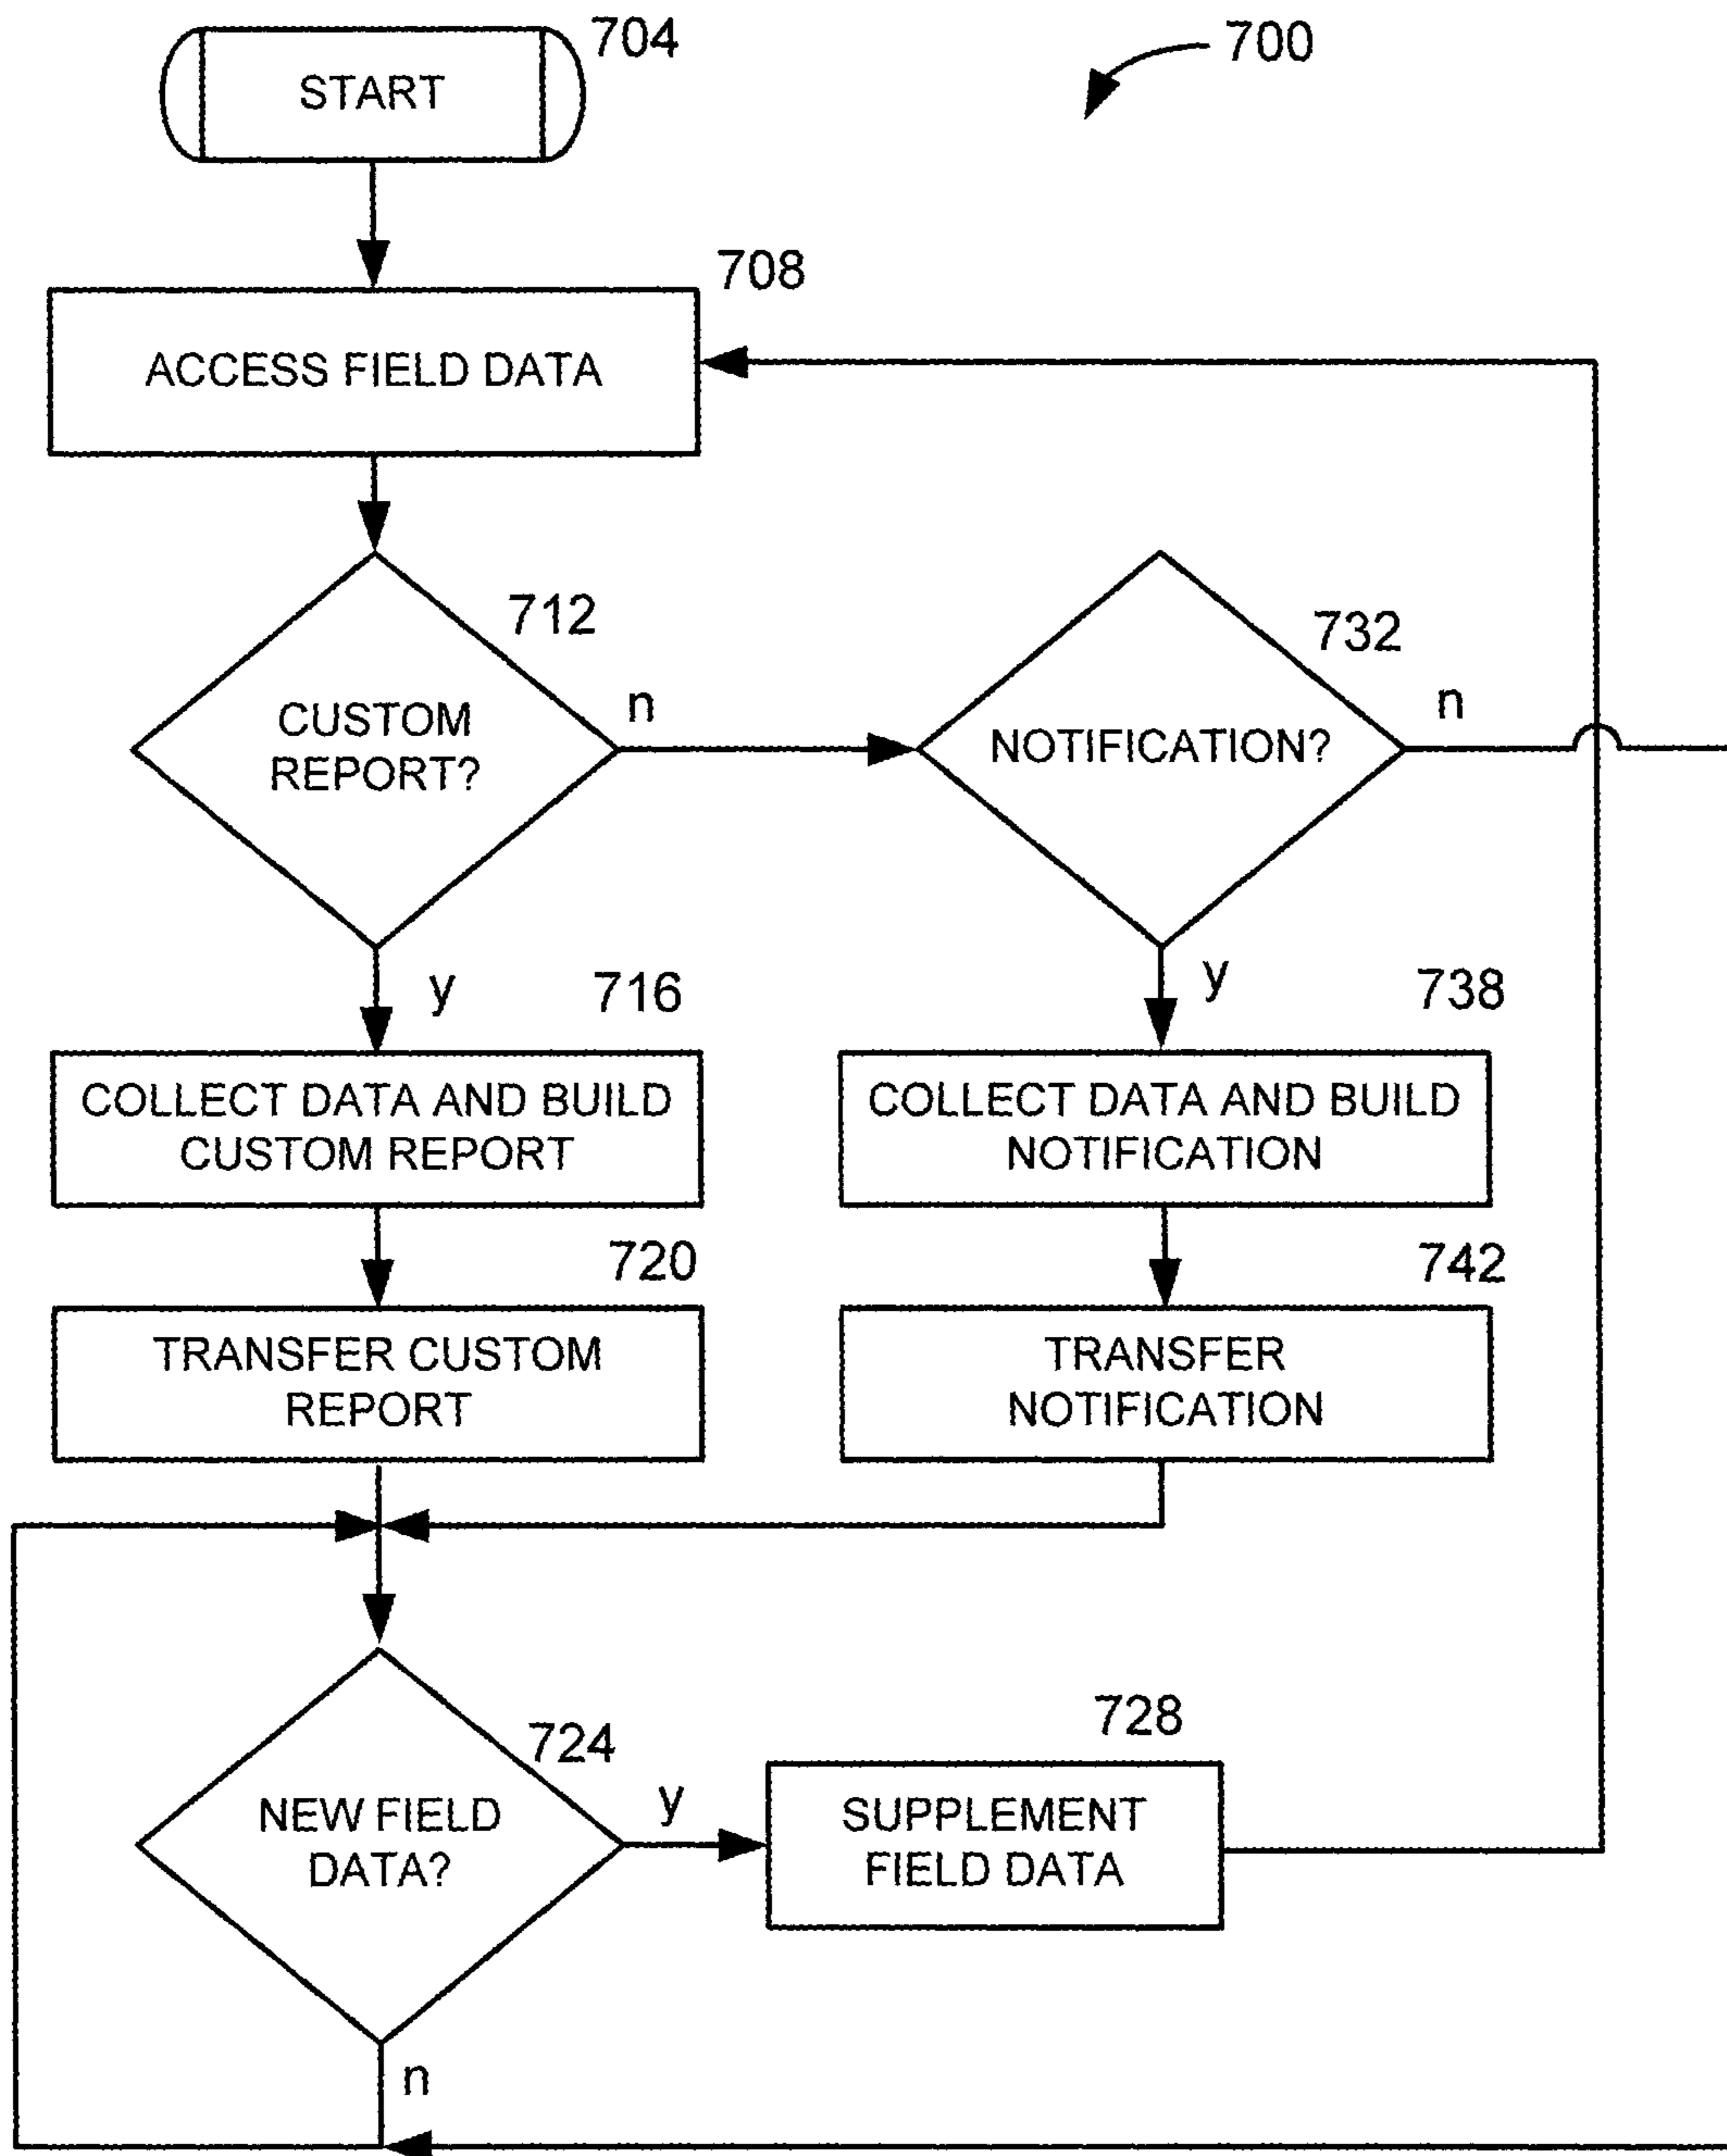 704
START
700
708
ACCESS FIELD DATA
712
732
n
n
CUSTOM
REPORT?
NOTIFICATION?
y
716
y
738
COLLECT DATA AND BUILD
CUSTOM REPORT
COLLECT DATA AND BUILD
NOTIFICATION
720
742
TRANSFER CUSTOM
REPORT
TRANSFER
NOTIFICATION
724
728
y
NEW FIELD
DATA?
SUPPLEMENT
FIELD DATA
n